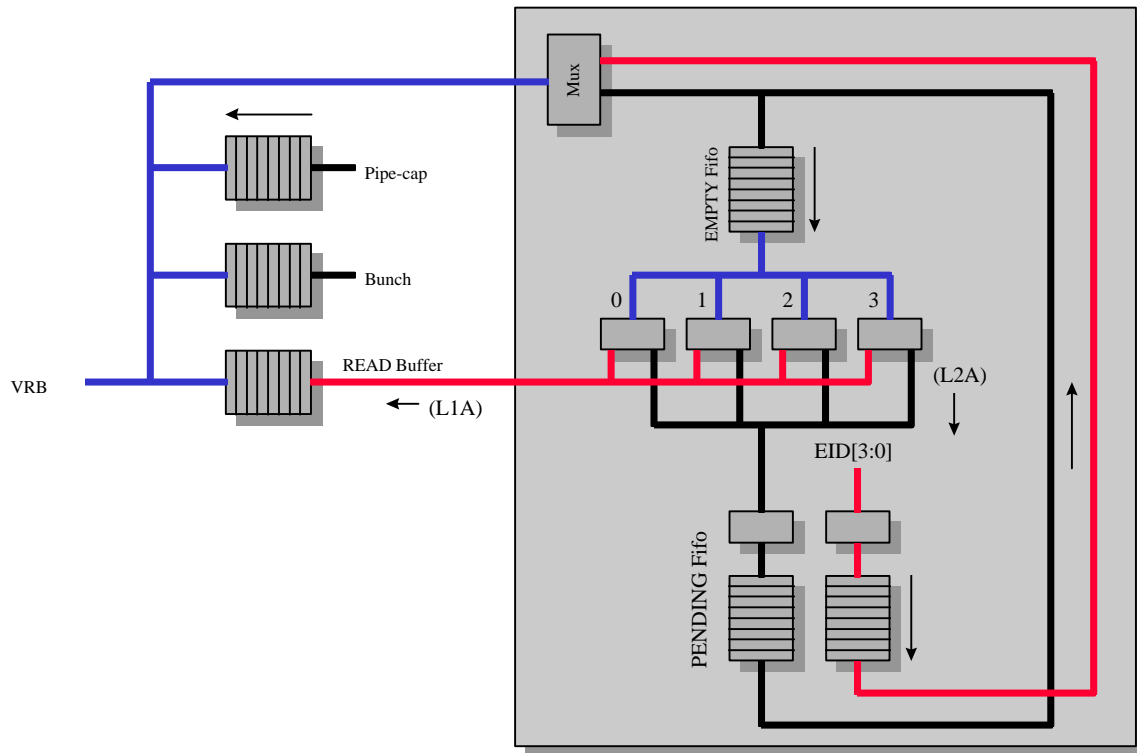 Mux
Pipe-cap
EMPTY Fifo
Bunch
0 1 2 3
READ Buffer
VRB
(L1A)
(L2A)
EID[3:0]
PENDING Fifo